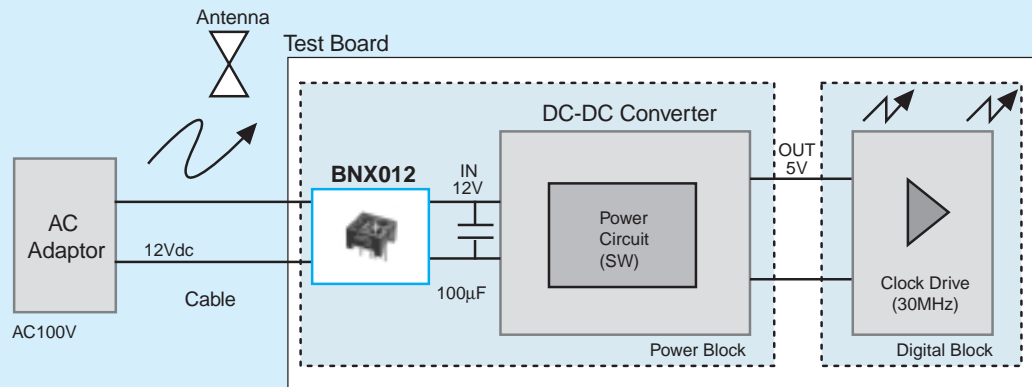 Antenna
Test Board
DC-DC Converter
OUT
5V
BNX012
IN
12V
AC
Adaptor
Power
Circuit
(SW)
12Vdc
Cable
100μF
Clock Drive
(30MHz)
AC100V
Power Block
Digital Block